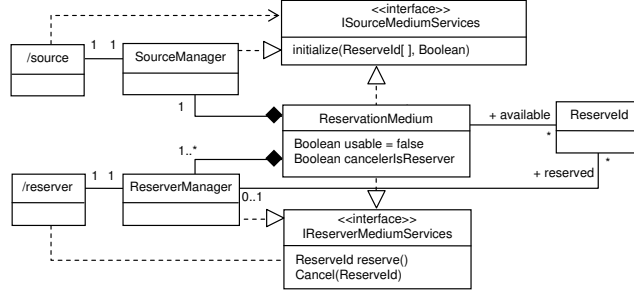 <<interface>>
ISourceMediumServices
initialize(ReserveId[ ], Boolean)
/source
1 1
SourceManager
1
ReservationMedium
Boolean usable = false
Boolean cancelerIsReserver
+ available
*
ReserveId
1..*
/reserver
1 1
ReserverManager
0..1
+ reserved
*
<<interface>>
IReserverMediumServices
ReserveId reserve()
Cancel(ReserveId)